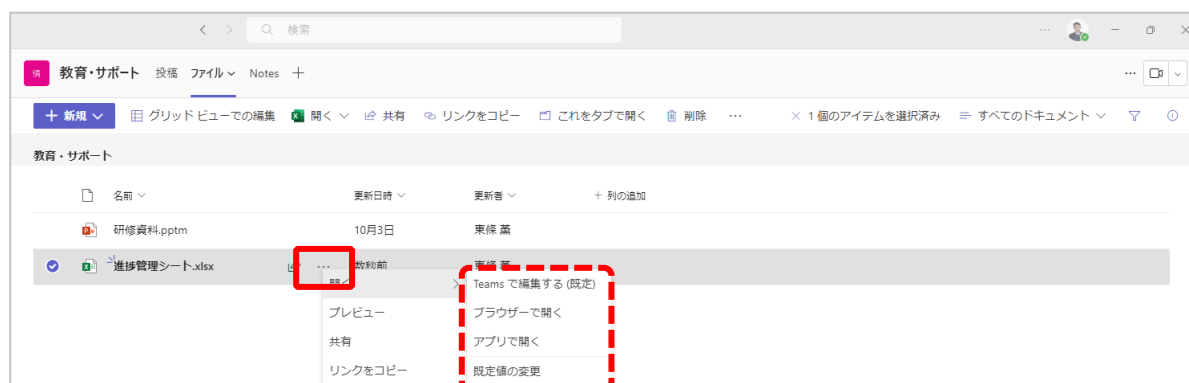 検索
情 教育・サポート 投稿 ファイル Notes
新規 グリッド ビューでの編集 開く 共有 リンクをコピー これをタブで開く 削除 … × 1 個のアイテムを選択済み すべてのドキュメント
教育・サポート
名前 更新日時 更新者 + 列の追加
研修資料.pptm 10月3日 東條 薫
進捗管理シート.xlsx … 数秒前 東條 薫
開く Teams で編集する (既定)
プレビュー ブラウザーで開く
共有 アプリで開く
リンクをコピー 既定値の変更